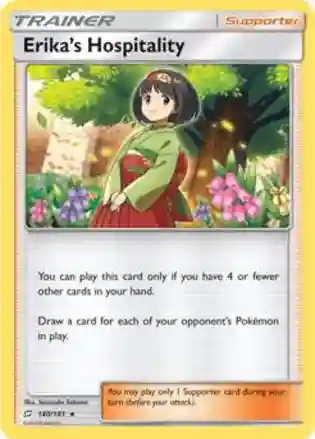 TRAINER Supporter
Erika's Hospitality
You can play this card only if you have 4 or fewer
other cards in hand.
Draw a card for each of your opponent's Pokémon
in play.
You may play only 1 Supporter card during your
turn (before your attack).
140/181 ★